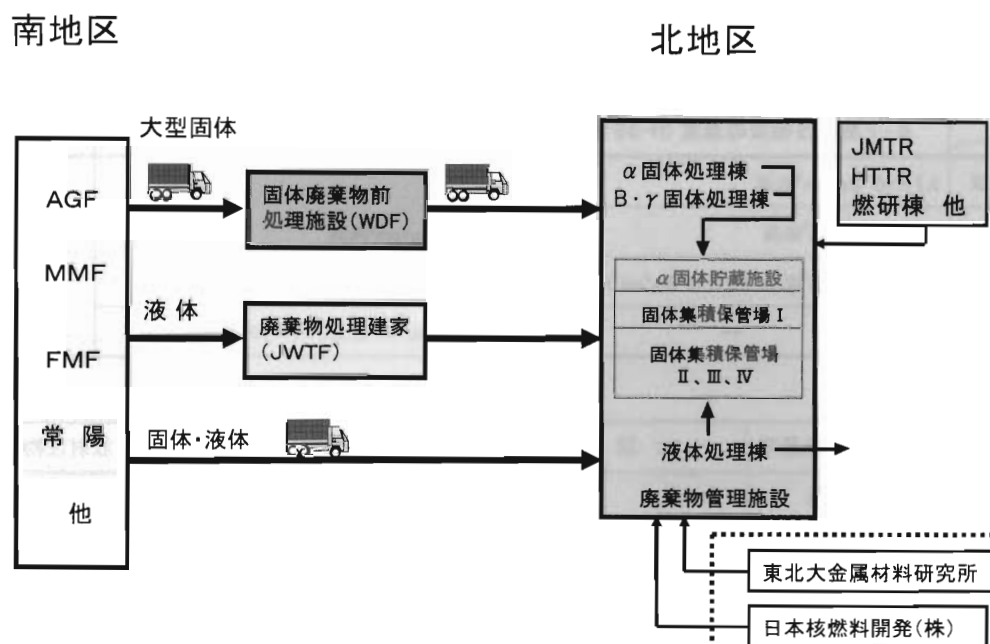 南地区
北地区
大型固体
AGF
MMF
FMF
常陽
他
固体廃棄物前
処理施設(WDF)
液体
廃棄物処理建家
(JWTF)
固体・液体
α固体処理棟
B・γ固体処理棟
α固体貯蔵施設
固体集積保管場Ⅰ
固体集積保管場
Ⅱ、Ⅲ、Ⅳ
液体処理棟
廃棄物管理施設
JMTR
HTTR
燃研棟 他
東北大金属材料研究所
日本核燃料開発(株)